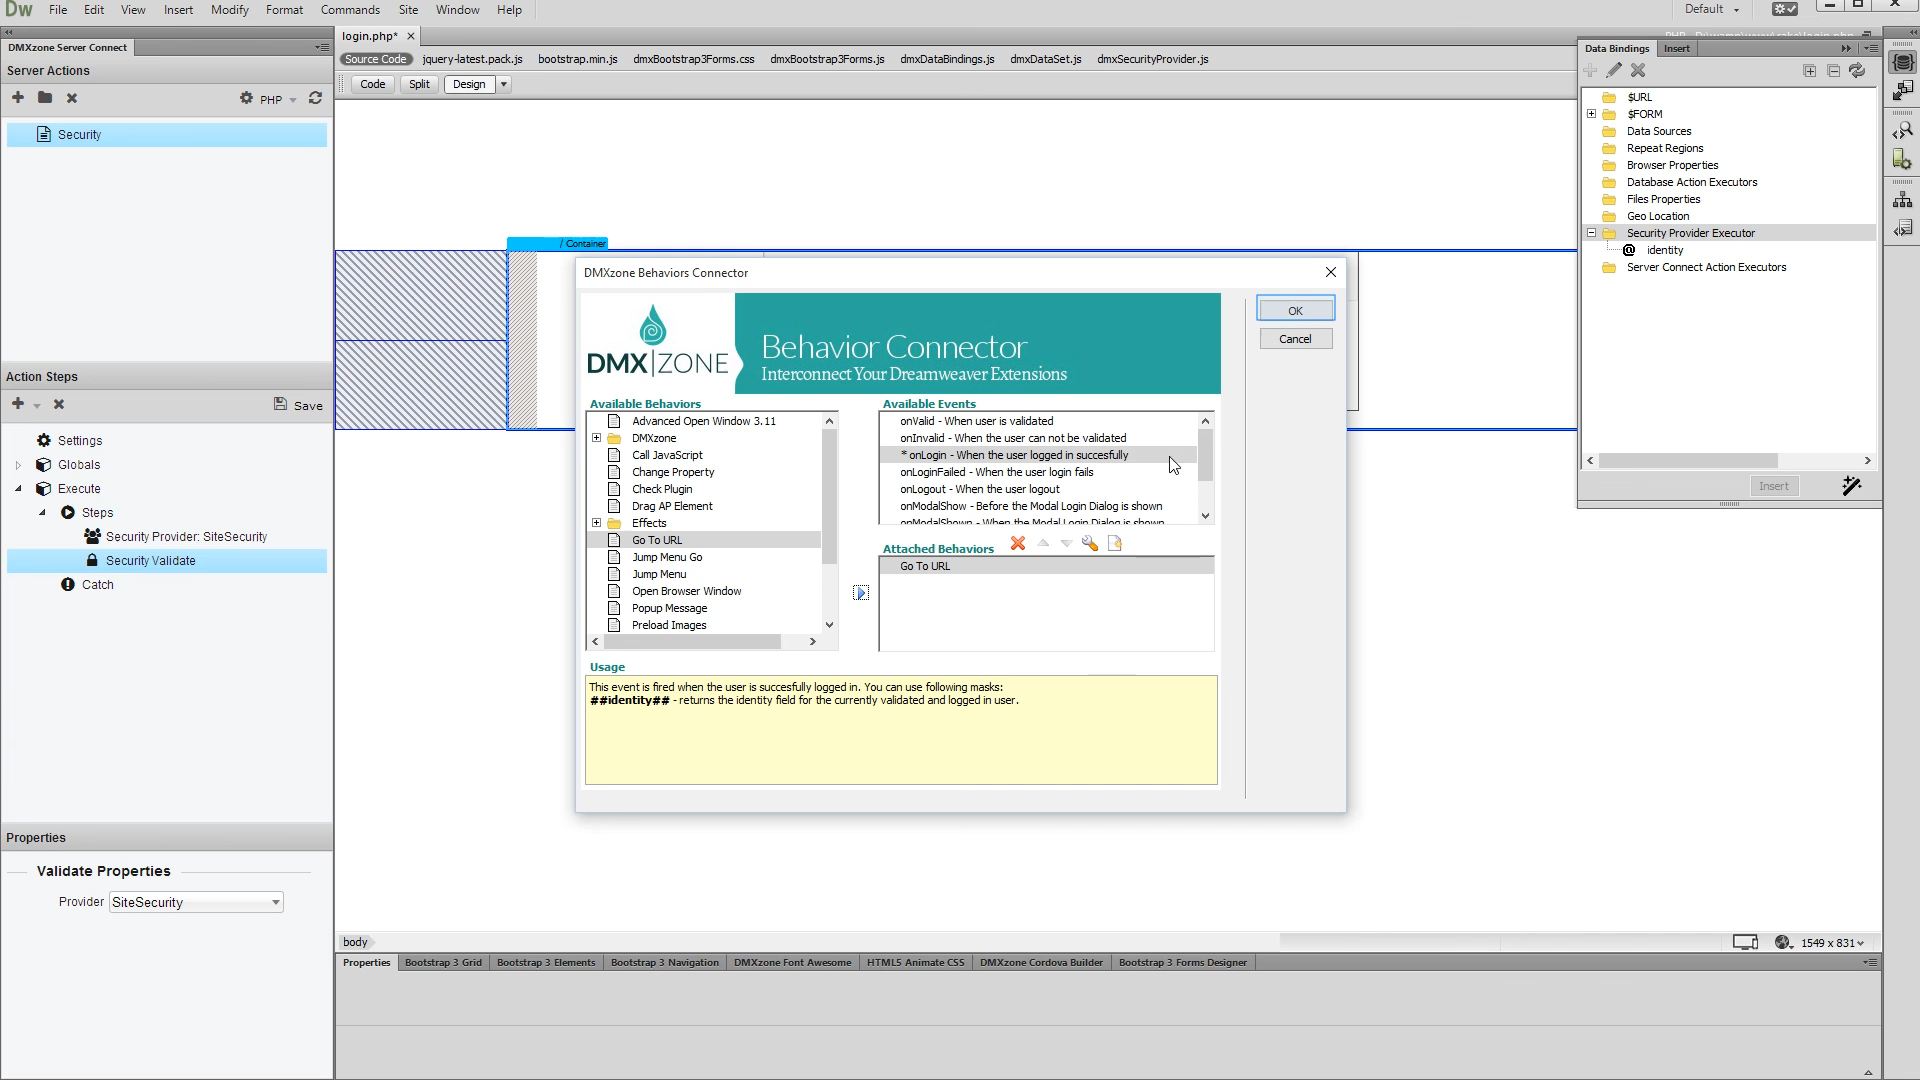 Dw File Edit View Insert Modify Format Commands Site Window Help Default
DMXzone Server Connect
login.php*
Server Actions
Source Code jquery-latest.pack.js bootstrap.min.js dmxBootstrap3Forms.css dmxBootstrap3Forms.js dmxDataBindings.js dmxDataSet.js dmxSecurityProvider.js
Code Split Design
PHP
Security
Action Steps
Save
Settings
Globals
Execute
Steps
Security Provider: SiteSecurity
Security Validate
Catch
Properties
Validate Properties
Provider SiteSecurity
/ Container
DMXzone Behaviors Connector
DMX|ZONE
Behavior Connector
Interconnect Your Dreamweaver Extensions
OK
Cancel
Available Behaviors
Advanced Open Window 3.11
DMXzone
Call JavaScript
Change Property
Check Plugin
Drag AP Element
Effects
Go To URL
Jump Menu Go
Jump Menu
Open Browser Window
Popup Message
Preload Images
Available Events
onValid - When user is validated
onInvalid - When the user can not be validated
* onLogin - When the user logged in succesfully
onLoginFailed - When the user login fails
onLogout - When the user logout
onModalShow - Before the Modal Login Dialog is shown
onModalShown - When the Modal Login Dialog is shown
Attached Behaviors
Go To URL
Usage
This event is fired when the user is succesfully logged in. You can use following masks:
##identity## - returns the identity field for the currently validated and logged in user.
Data Bindings Insert
$URL
$FORM
Data Sources
Repeat Regions
Browser Properties
Database Action Executors
Files Properties
Geo Location
Security Provider Executor
identity
Server Connect Action Executors
Insert
body
1549 x 831
Properties Bootstrap 3 Grid Bootstrap 3 Elements Bootstrap 3 Navigation DMXzone Font Awesome HTML5 Animate CSS DMXzone Cordova Builder Bootstrap 3 Forms Designer